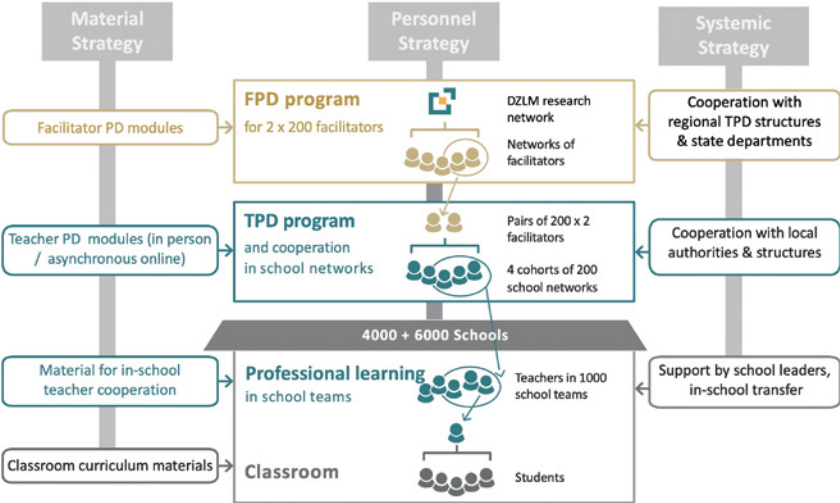 Material
Strategy
Personnel
Strategy
Systemic
Strategy
Facilitator PD modules
FPD program
for 2 x 200 facilitators
DZLM research
network
Networks of
facilitators
Cooperation with
regional TPD structures
& state departments
Teacher PD modules (in person
/ asynchronous online)
TPD program
and cooperation
in school networks
Pairs of 200 x 2
facilitators
4 cohorts of 200
school networks
Cooperation with local
authorities & structures
4000 + 6000 Schools
Material for in-school
teacher cooperation
Professional learning
in school teams
Teachers in 1000
school teams
Support by school leaders,
in-school transfer
Classroom curriculum materials
Classroom
Students